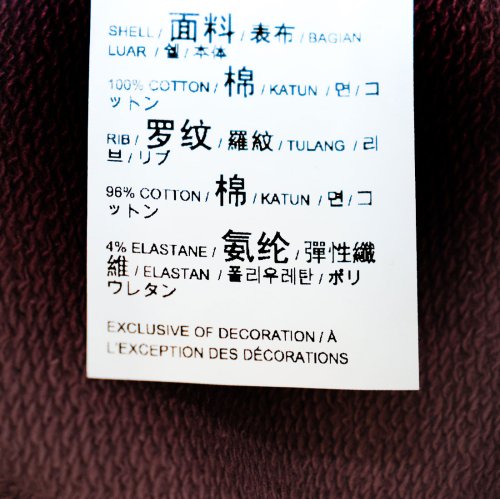 SHELL / 面料 / 表布 / BAGIAN
LUAR / 쉘 / 本体
100% COTTON / 棉 / KATUN / 면 / コ
ットン
RIB / 罗纹 / 羅紋 / TULANG / 리
브 / リブ
96% COTTON / 棉 / KATUN / 면 / コ
ットン
4% ELASTANE / 氨纶 / 彈性纖
維 / ELASTAN / 폴리우레탄 / ポリ
ウレタン
EXCLUSIVE OF DECORATION / À
L'EXCEPTION DES DÉCORATIONS